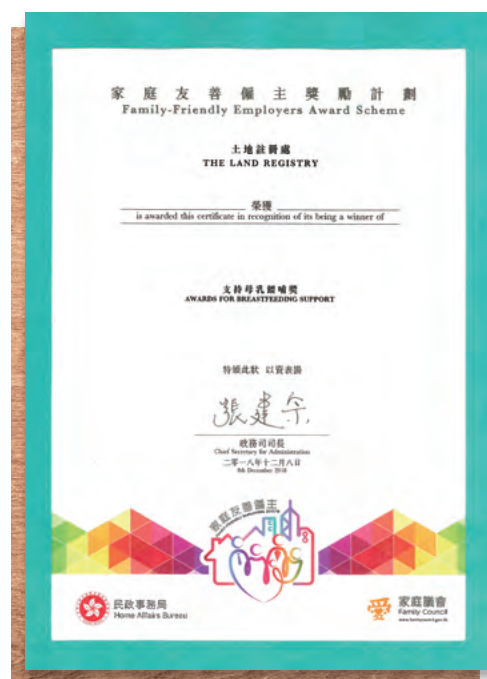 家庭友善僱主獎勵計劃
Family-Friendly Employers Award Scheme
土地註冊處
THE LAND REGISTRY
榮獲
is awarded this certificate in recognition of its being a winner of
支持母乳餵哺獎
AWARDS FOR BREASTFEEDING SUPPORT
特頒此狀 以資表揚
張建宗
政務司司長
Chief Secretary for Administration
二零一八年十二月八日
8th December 2018
家庭友善僱主
民政事務局
Home Affairs Bureau
家庭議會
Family Council
www.familycouncil.gov.hk